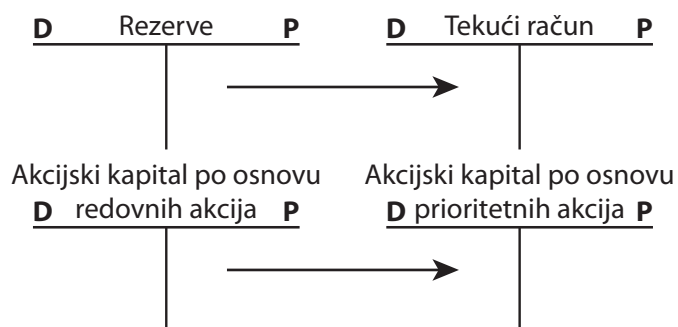 D Rezerve P
D Tekući račun P
Akcijski kapital po osnovu
D redovnih akcija P
Akcijski kapital po osnovu
D prioritetnih akcija P